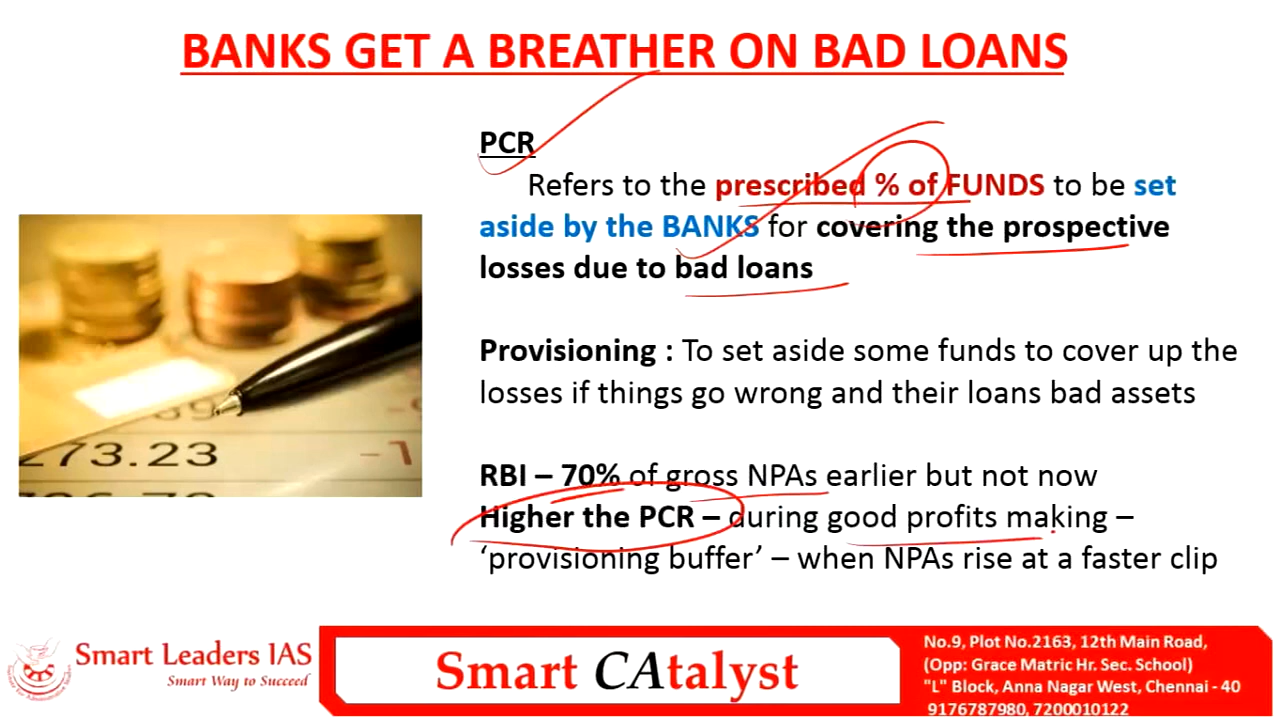 BANKS GET A BREATHER ON BAD LOANS
PCR
Refers to the prescribed % of FUNDS to be set
aside by the BANKS for covering the prospective
losses due to bad loans
Provisioning : To set aside some funds to cover up the
losses if things go wrong and their loans bad assets
RBI – 70% of gross NPAs earlier but not now
Higher the PCR – during good profits making –
‘provisioning buffer’ – when NPAs rise at a faster clip
273.23
Smart Leaders IAS
Smart Way to Succeed
Smart CAtalyst
No.9, Plot No.2163, 12th Main Road,
(Opp: Grace Matric Hr. Sec. School)
"L" Block, Anna Nagar West, Chennai - 40
9176787980, 7200010122